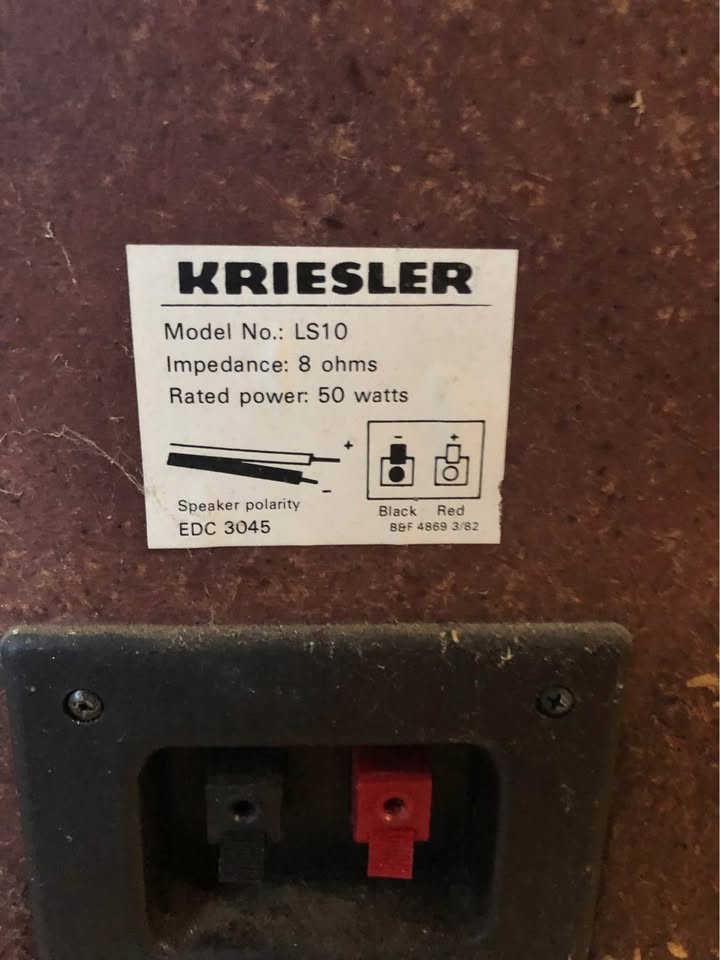 KRIESLER
Model No.: LS10
Impedance: 8 ohms
Rated power: 50 watts
+
-
- +
Speaker polarity
Black Red
EDC 3045
B&F 4869 3/82